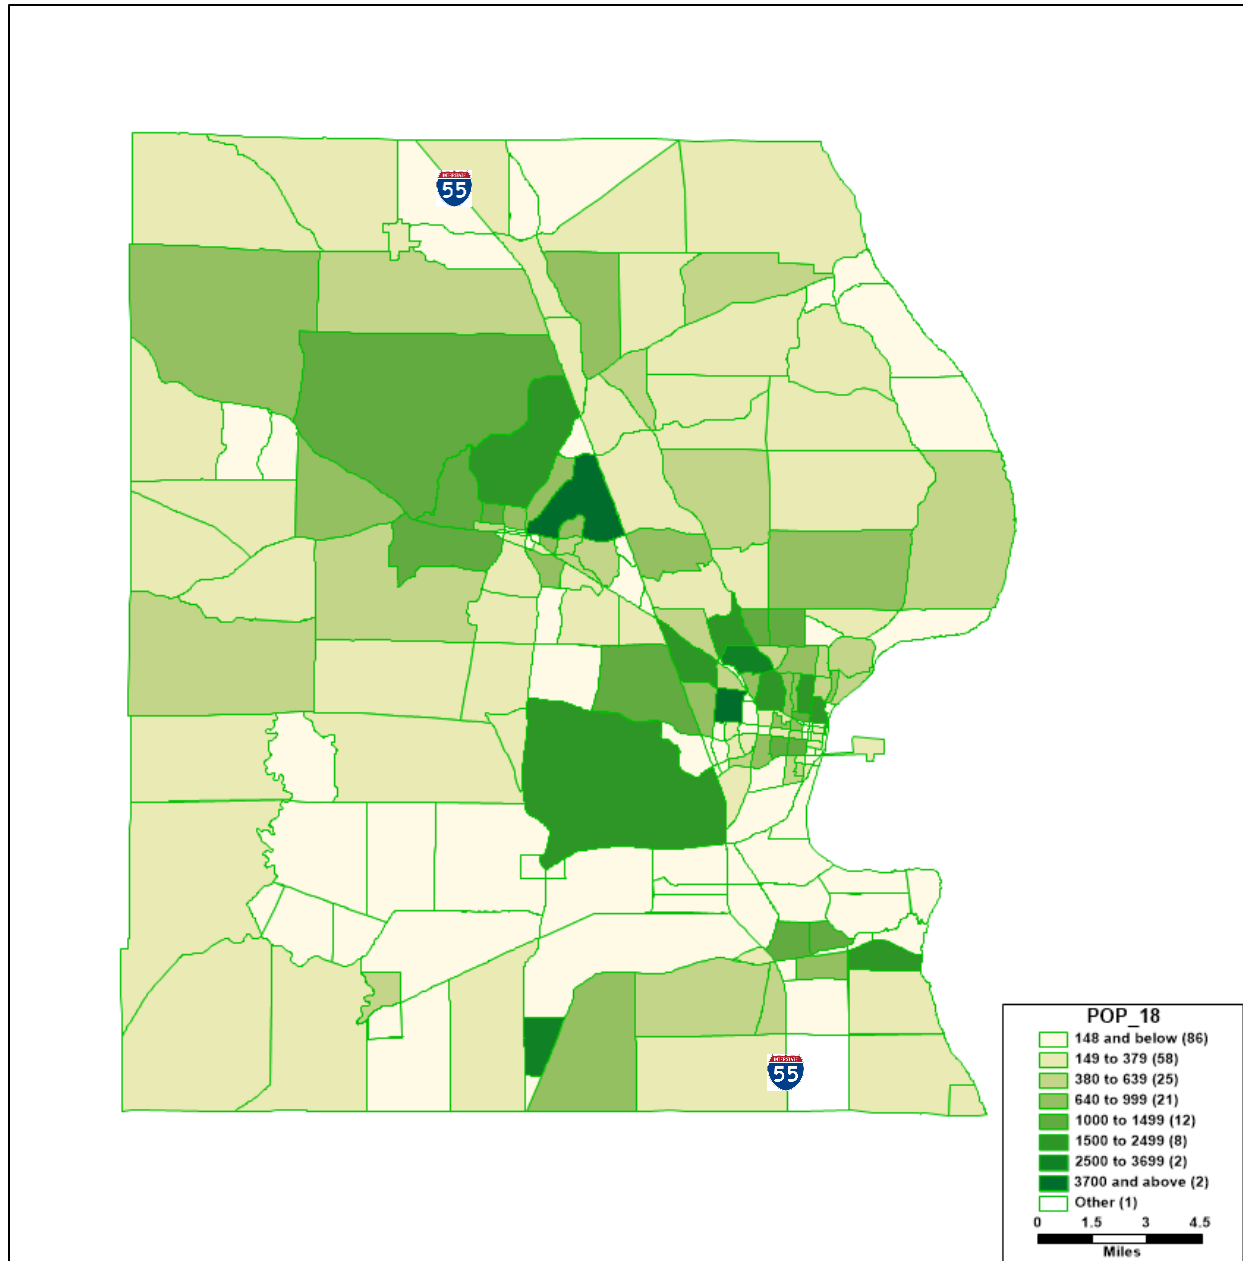 INTERSTATE
55
INTERSTATE
55
POP_18
148 and below (86)
149 to 379 (58)
380 to 639 (25)
640 to 999 (21)
1000 to 1499 (12)
1500 to 2499 (8)
2500 to 3699 (2)
3700 and above (2)
Other (1)
0 1.5 3 4.5
Miles